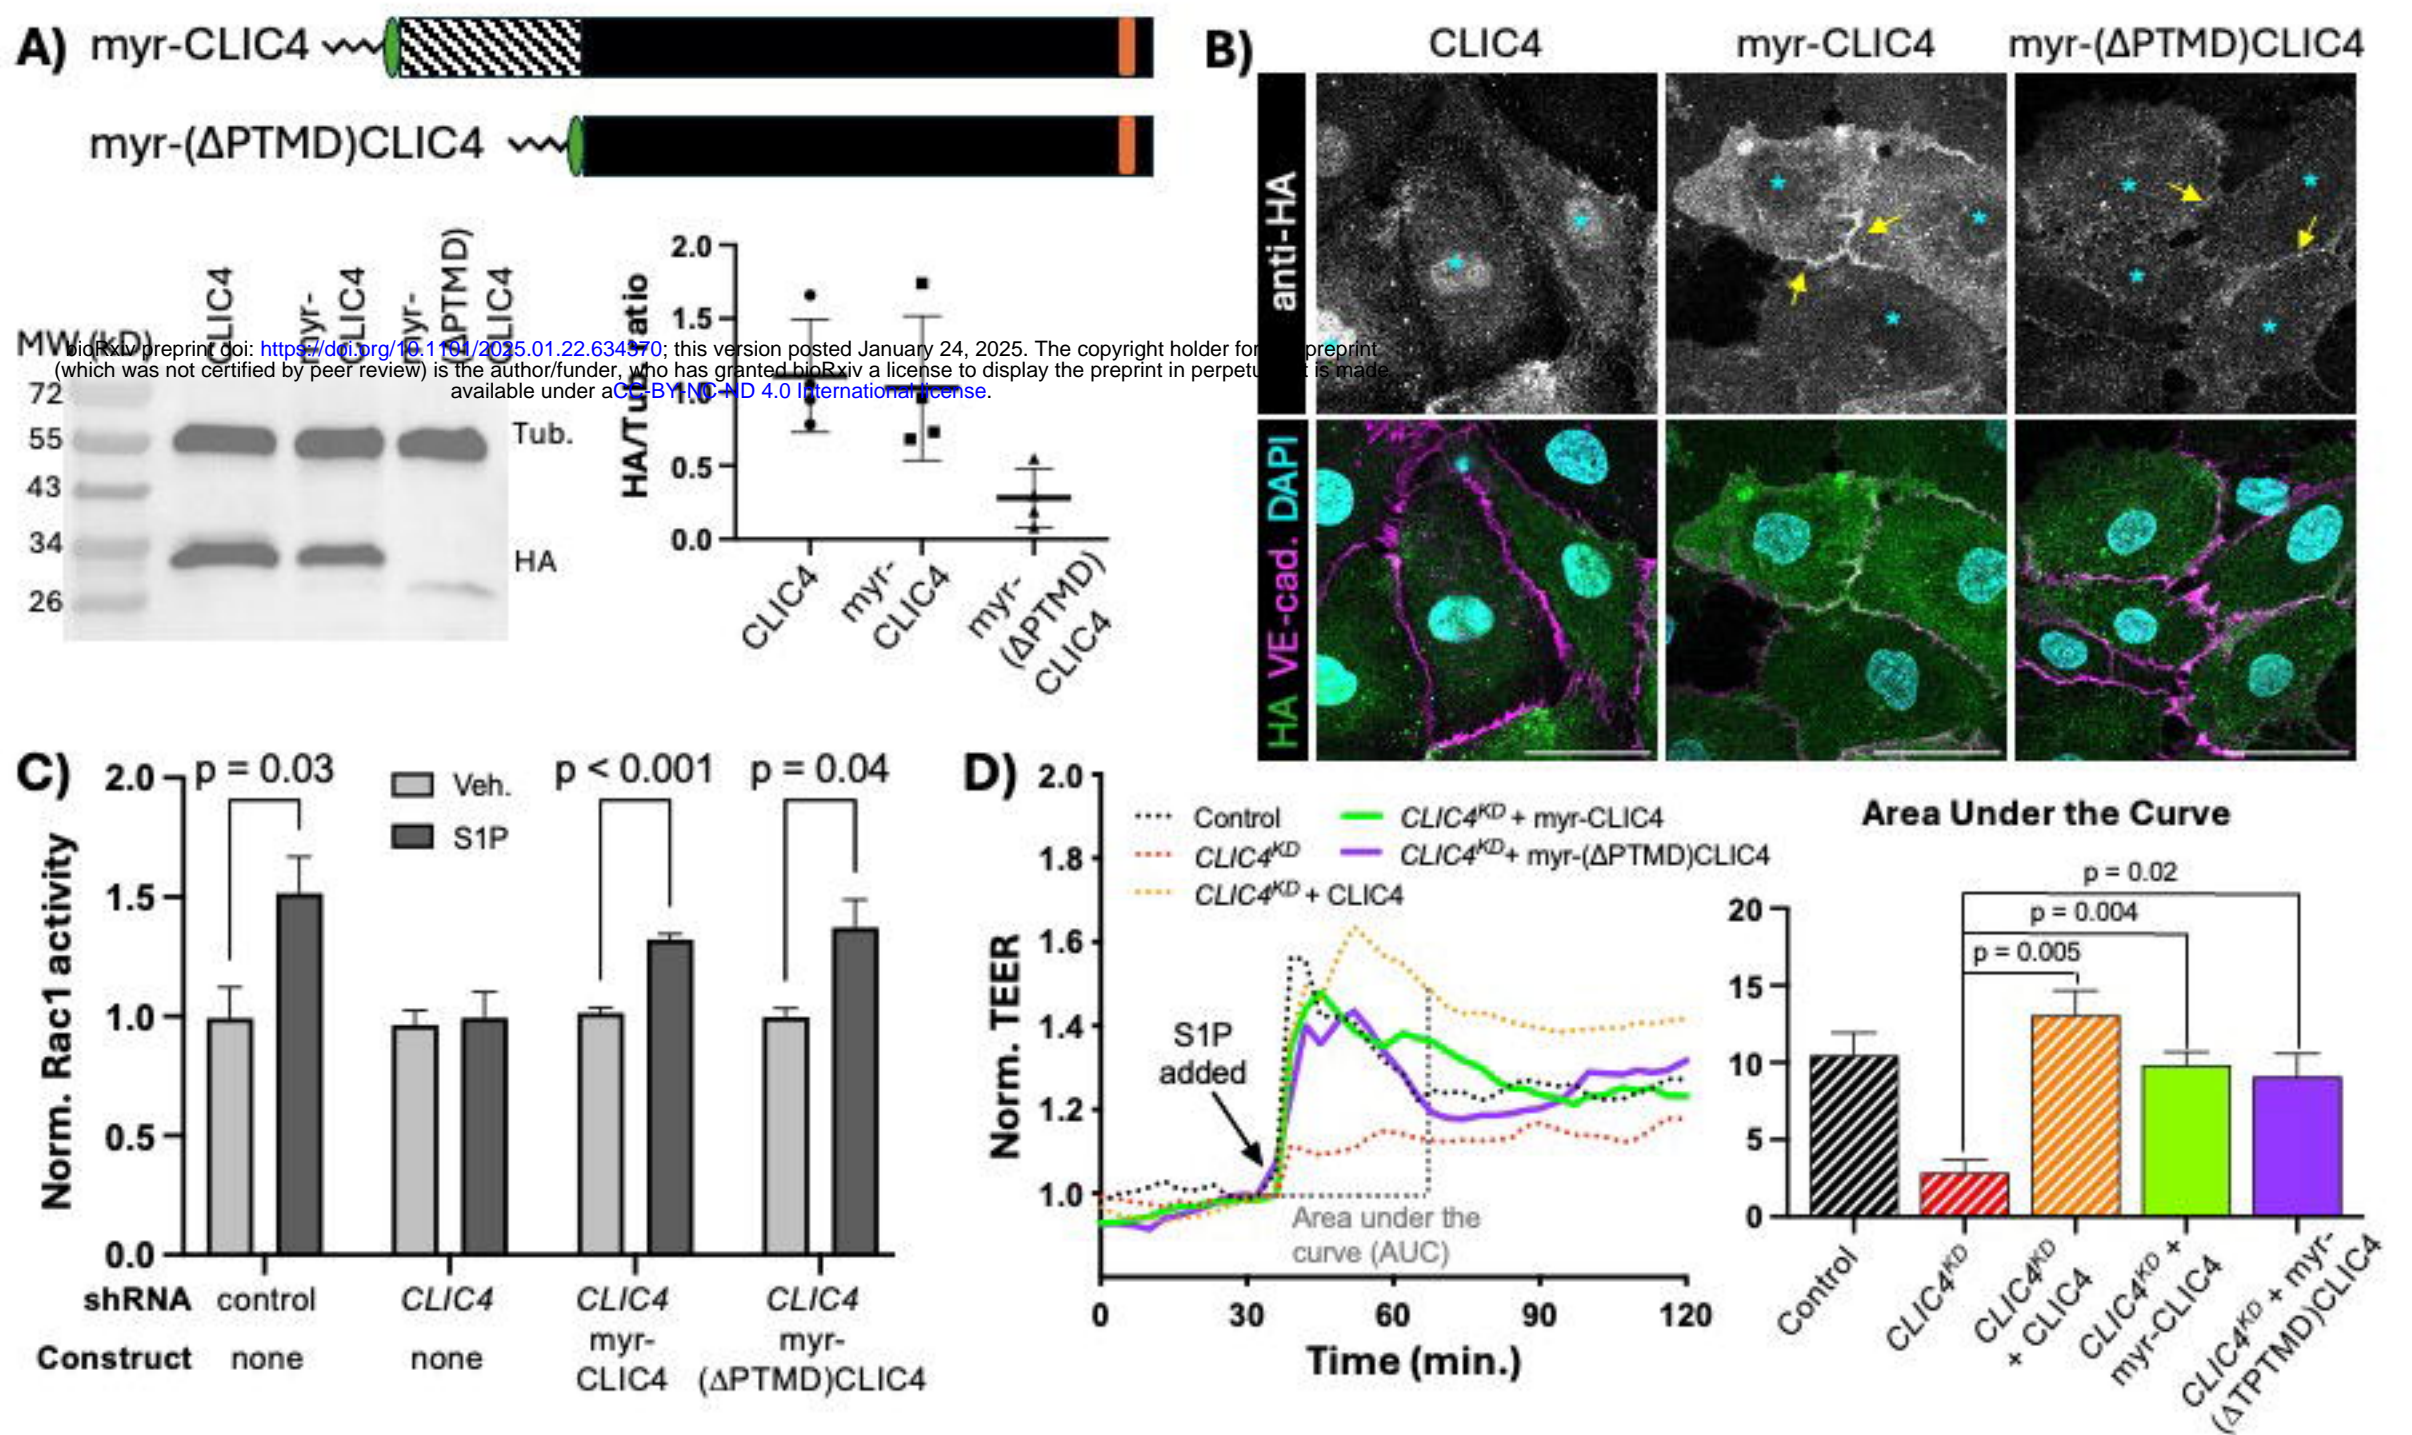 A)
myr-CLIC4
myr-(ΔPTMD)CLIC4
MW (kD)
CLIC4
myr-
CLIC4
myr-
(ΔPTMD)
CLIC4
72
55
43
34
26
Tub.
HA
HA/Tub. ratio
2.0
1.5
1.0
0.5
0.0
CLIC4
myr-
CLIC4
myr-
(ΔPTMD)
CLIC4
bioRxiv preprint doi: https://doi.org/10.1101/2025.01.22.634370; this version posted January 24, 2025. The copyright holder for preprint
(which was not certified by peer review) is the author/funder, who has granted bioRxiv a license to display the preprint in perpetu it is made
available under aCC-BY-NC-ND 4.0 International license.
B)
CLIC4
myr-CLIC4
myr-(ΔPTMD)CLIC4
anti-HA
HA VE-cad. DAPI
C)
Norm. Rac1 activity
2.0
1.5
1.0
0.5
0.0
p = 0.03
p < 0.001
p = 0.04
Veh.
S1P
shRNA control CLIC4 CLIC4 CLIC4
Construct none none myr-CLIC4 myr-(ΔPTMD)CLIC4
D)
Norm. TEER
2.0
1.8
1.6
1.4
1.2
1.0
Control
CLIC4KD
CLIC4KD + CLIC4
CLIC4KD + myr-CLIC4
CLIC4KD+ myr-(ΔPTMD)CLIC4
S1P
added
Area under the
curve (AUC)
0 30 60 90 120
Time (min.)
Area Under the Curve
20
15
10
5
0
p = 0.02
p = 0.004
p = 0.005
Control
CLIC4KD
CLIC4KD
+ CLIC4
CLIC4KD +
myr-CLIC4
CLIC4KD + myr-
(ΔTPTMD)CLIC4